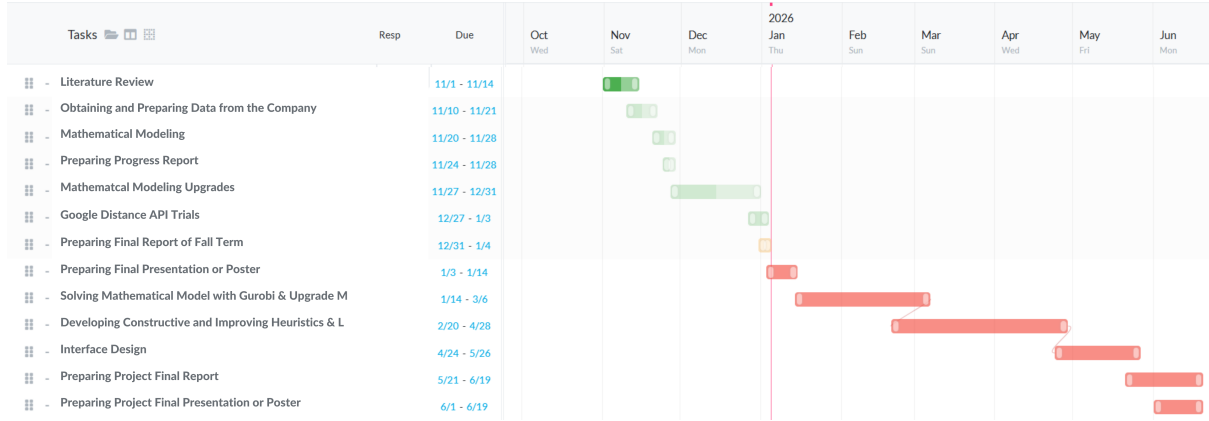 2026
Tasks Resp Due Oct Nov Dec Jan Feb Mar Apr May Jun
Wed Sat Mon Thu Sun Sun Wed Fri Mon
- Literature Review 11/1 - 11/14
- Obtaining and Preparing Data from the Company 11/10 - 11/21
- Mathematical Modeling 11/20 - 11/28
- Preparing Progress Report 11/24 - 11/28
- Mathematcal Modeling Upgrades 11/27 - 12/31
- Google Distance API Trials 12/27 - 1/3
- Preparing Final Report of Fall Term 12/31 - 1/4
- Preparing Final Presentation or Poster 1/3 - 1/14
- Solving Mathematical Model with Gurobi & Upgrade M 1/14 - 3/6
- Developing Constructive and Improving Heuristics & L 2/20 - 4/28
- Interface Design 4/24 - 5/26
- Preparing Project Final Report 5/21 - 6/19
- Preparing Project Final Presentation or Poster 6/1 - 6/19